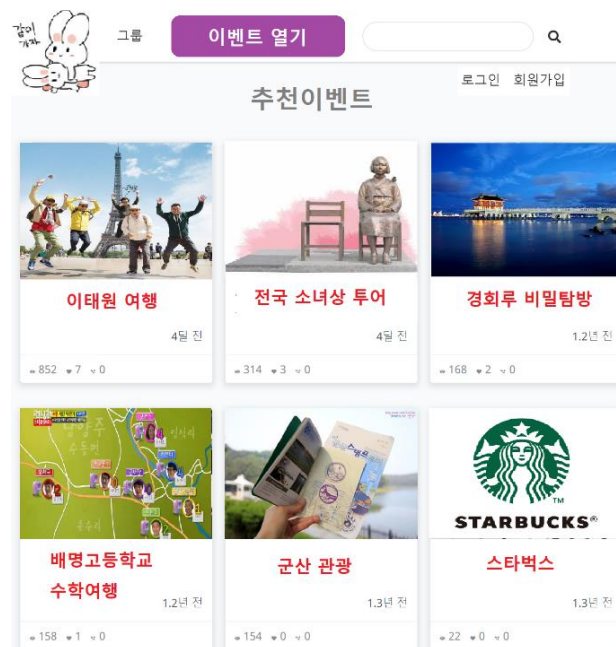 같이
가자
그룹
이벤트 열기
로그인 회원가입
추천이벤트
이태원 여행
4달 전
852 7 0
전국 소녀상 투어
4달 전
314 3 0
경회루 비밀탐방
1.2년 전
168 2 0
STARBUCKS®
TM
배명고등학교
수학여행
1.2년 전
158 1 0
군산 관광
1.3년 전
154 0 0
스타벅스
1.3년 전
22 0 0